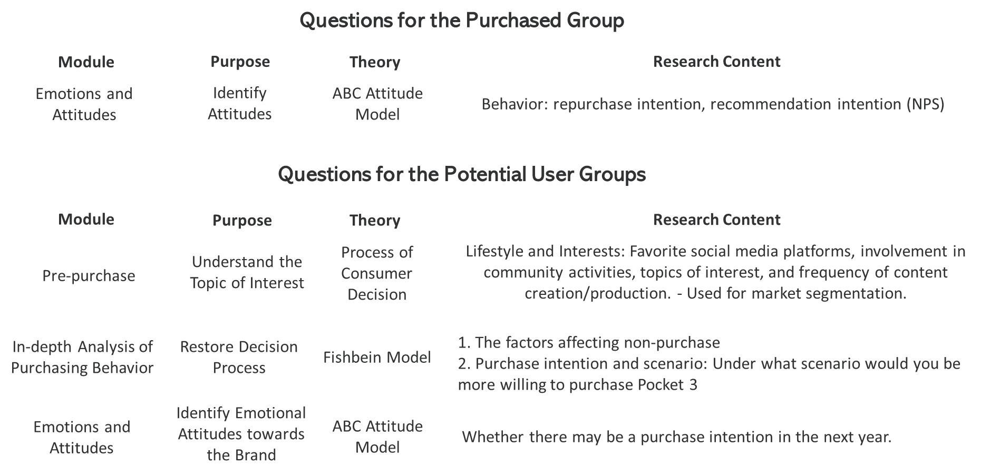 Questions for the Purchased Group
Module
Purpose
Theory
Research Content
Emotions and
Attitudes
Identify
Attitudes
ABC Attitude
Model
Behavior: repurchase intention, recommendation intention (NPS)
Questions for the Potential User Groups
Module
Purpose
Theory
Research Content
Pre-purchase
Understand the
Topic of Interest
Process of
Consumer
Decision
Lifestyle and Interests: Favorite social media platforms, involvement in
community activities, topics of interest, and frequency of content
creation/production. - Used for market segmentation.
In-depth Analysis of
Purchasing Behavior
Restore Decision
Process
Fishbein Model
1. The factors affecting non-purchase
2. Purchase intention and scenario: Under what scenario would you be
more willing to purchase Pocket 3
Emotions and
Attitudes
Identify Emotional
Attitudes towards
the Brand
ABC Attitude
Model
Whether there may be a purchase intention in the next year.